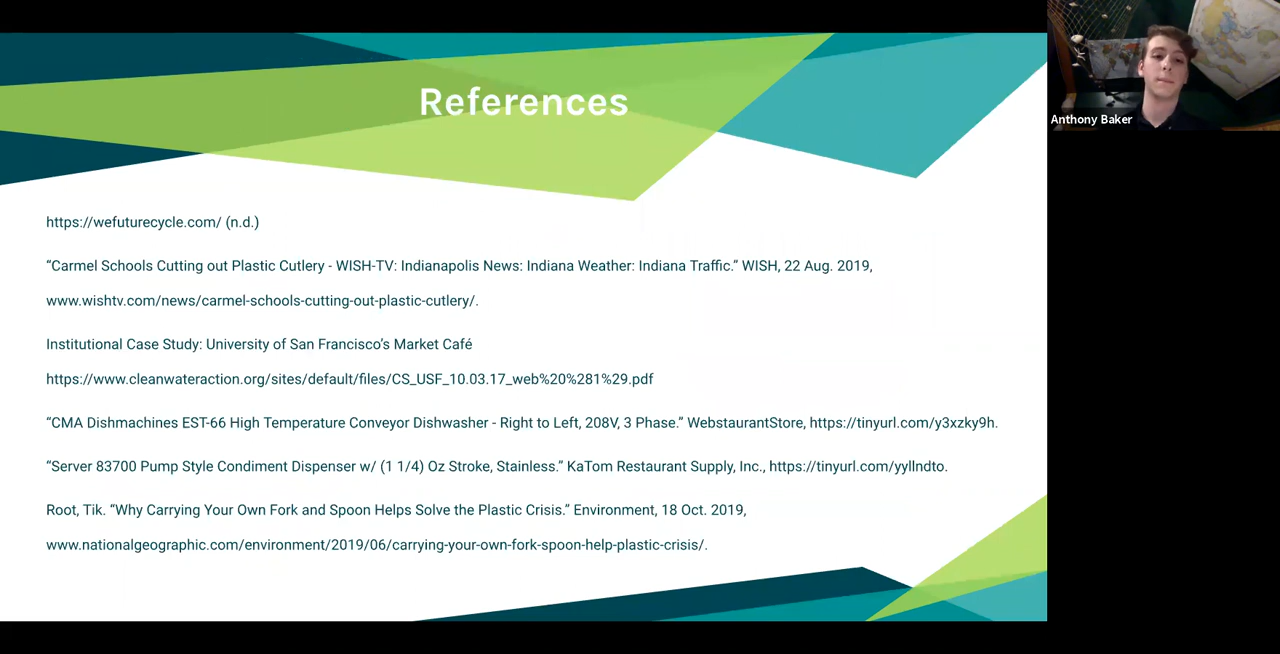 References
Anthony Baker
https://wefuturecycle.com/ (n.d.)
“Carmel Schools Cutting out Plastic Cutlery - WISH-TV: Indianapolis News: Indiana Weather: Indiana Traffic.” WISH, 22 Aug. 2019,
www.wishtv.com/news/carmel-schools-cutting-out-plastic-cutlery/.
Institutional Case Study: University of San Francisco’s Market Café
https://www.cleanwateraction.org/sites/default/files/CS_USF_10.03.17_web%20%281%29.pdf
“CMA Dishmachines EST-66 High Temperature Conveyor Dishwasher - Right to Left, 208V, 3 Phase.” WebstaurantStore, https://tinyurl.com/y3xzky9h.
“Server 83700 Pump Style Condiment Dispenser w/ (1 1/4) Oz Stroke, Stainless.” KaTom Restaurant Supply, Inc., https://tinyurl.com/yyllndto.
Root, Tik. “Why Carrying Your Own Fork and Spoon Helps Solve the Plastic Crisis.” Environment, 18 Oct. 2019,
www.nationalgeographic.com/environment/2019/06/carrying-your-own-fork-spoon-help-plastic-crisis/.